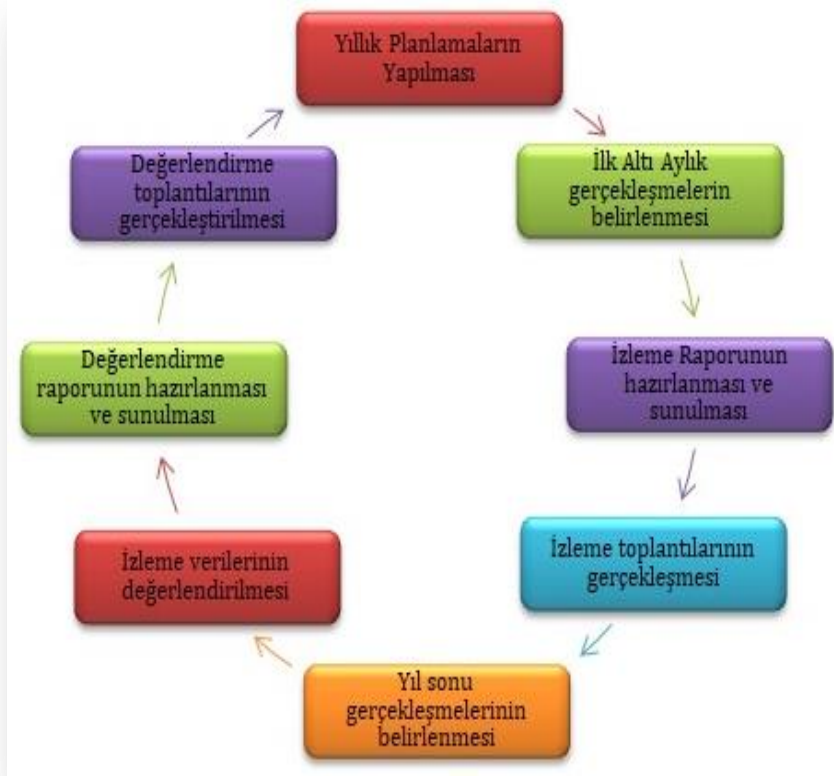 Yıllık Planlamaların
Yapılması
İlk Altı Aylık
gerçekleşmelerin
belirlenmesi
İzleme Raporunun
hazırlanması ve
sunulması
İzleme toplantılarının
gerçekleşmesi
Yıl sonu
gerçekleşmelerinin
belirlenmesi
İzleme verilerinin
değerlendirilmesi
Değerlendirme
raporunun hazırlanması
ve sunulması
Değerlendirme
toplantılarının
gerçekleştirilmesi